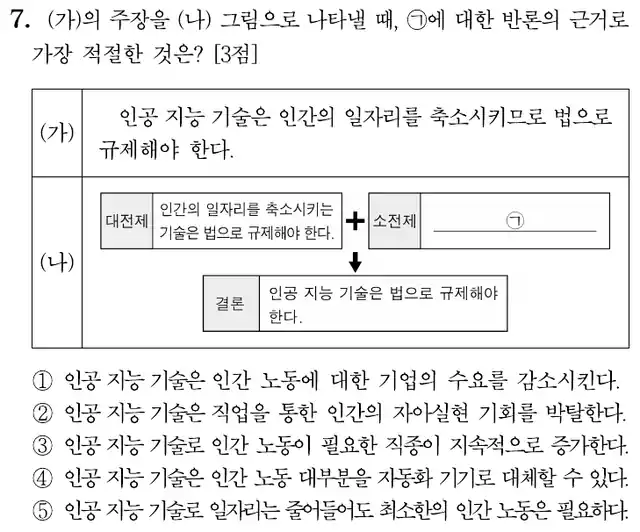 7. (가)의 주장을 (나) 그림으로 나타낼 때, ㉠에 대한 반론의 근거로
가장 적절한 것은? [3점]
(가)
인공 지능 기술은 인간의 일자리를 축소시키므로 법으로
규제해야 한다.
(나)
대전제
인간의 일자리를 축소시키는
기술은 법으로 규제해야 한다.
+
소전제
㉠
결론
인공 지능 기술은 법으로 규제해야
한다.
① 인공 지능 기술은 인간 노동에 대한 기업의 수요를 감소시킨다.
② 인공 지능 기술은 직업을 통한 인간의 자아실현 기회를 박탈한다.
③ 인공 지능 기술로 인간 노동이 필요한 직종이 지속적으로 증가한다.
④ 인공 지능 기술은 인간 노동 대부분을 자동화 기기로 대체할 수 있다.
⑤ 인공 지능 기술로 일자리는 줄어들어도 최소한의 인간 노동은 필요하다.